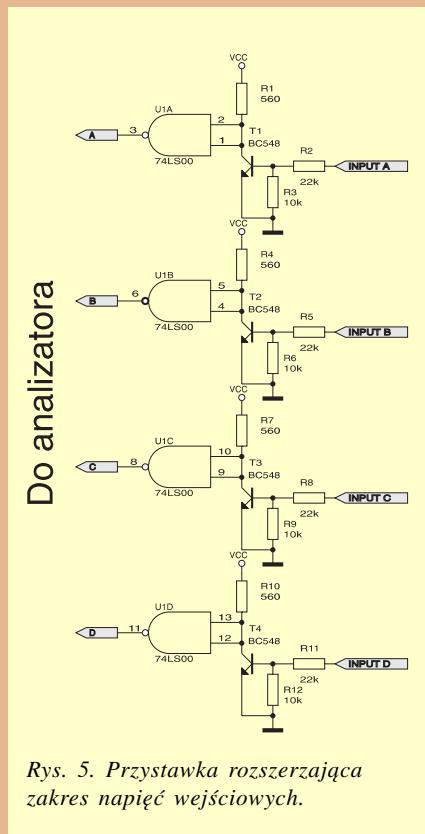 VCC
R1
560
U1A
A
3
2
1
T1
BC548
R2
INPUT A
74LS00
R3
10k
22k
VCC
R4
560
U1B
B
6
5
4
T2
BC548
R5
INPUT B
74LS00
R6
10k
22k
VCC
R7
560
U1C
C
8
10
9
T3
BC548
R8
INPUT C
74LS00
R9
10k
22k
VCC
R10
560
U1D
D
11
13
12
T4
BC548
R11
INPUT D
74LS00
R12
10k
22k
Do analizatora
Rys. 5. Przystawka rozszerzająca
zakres napięć wejściowych.